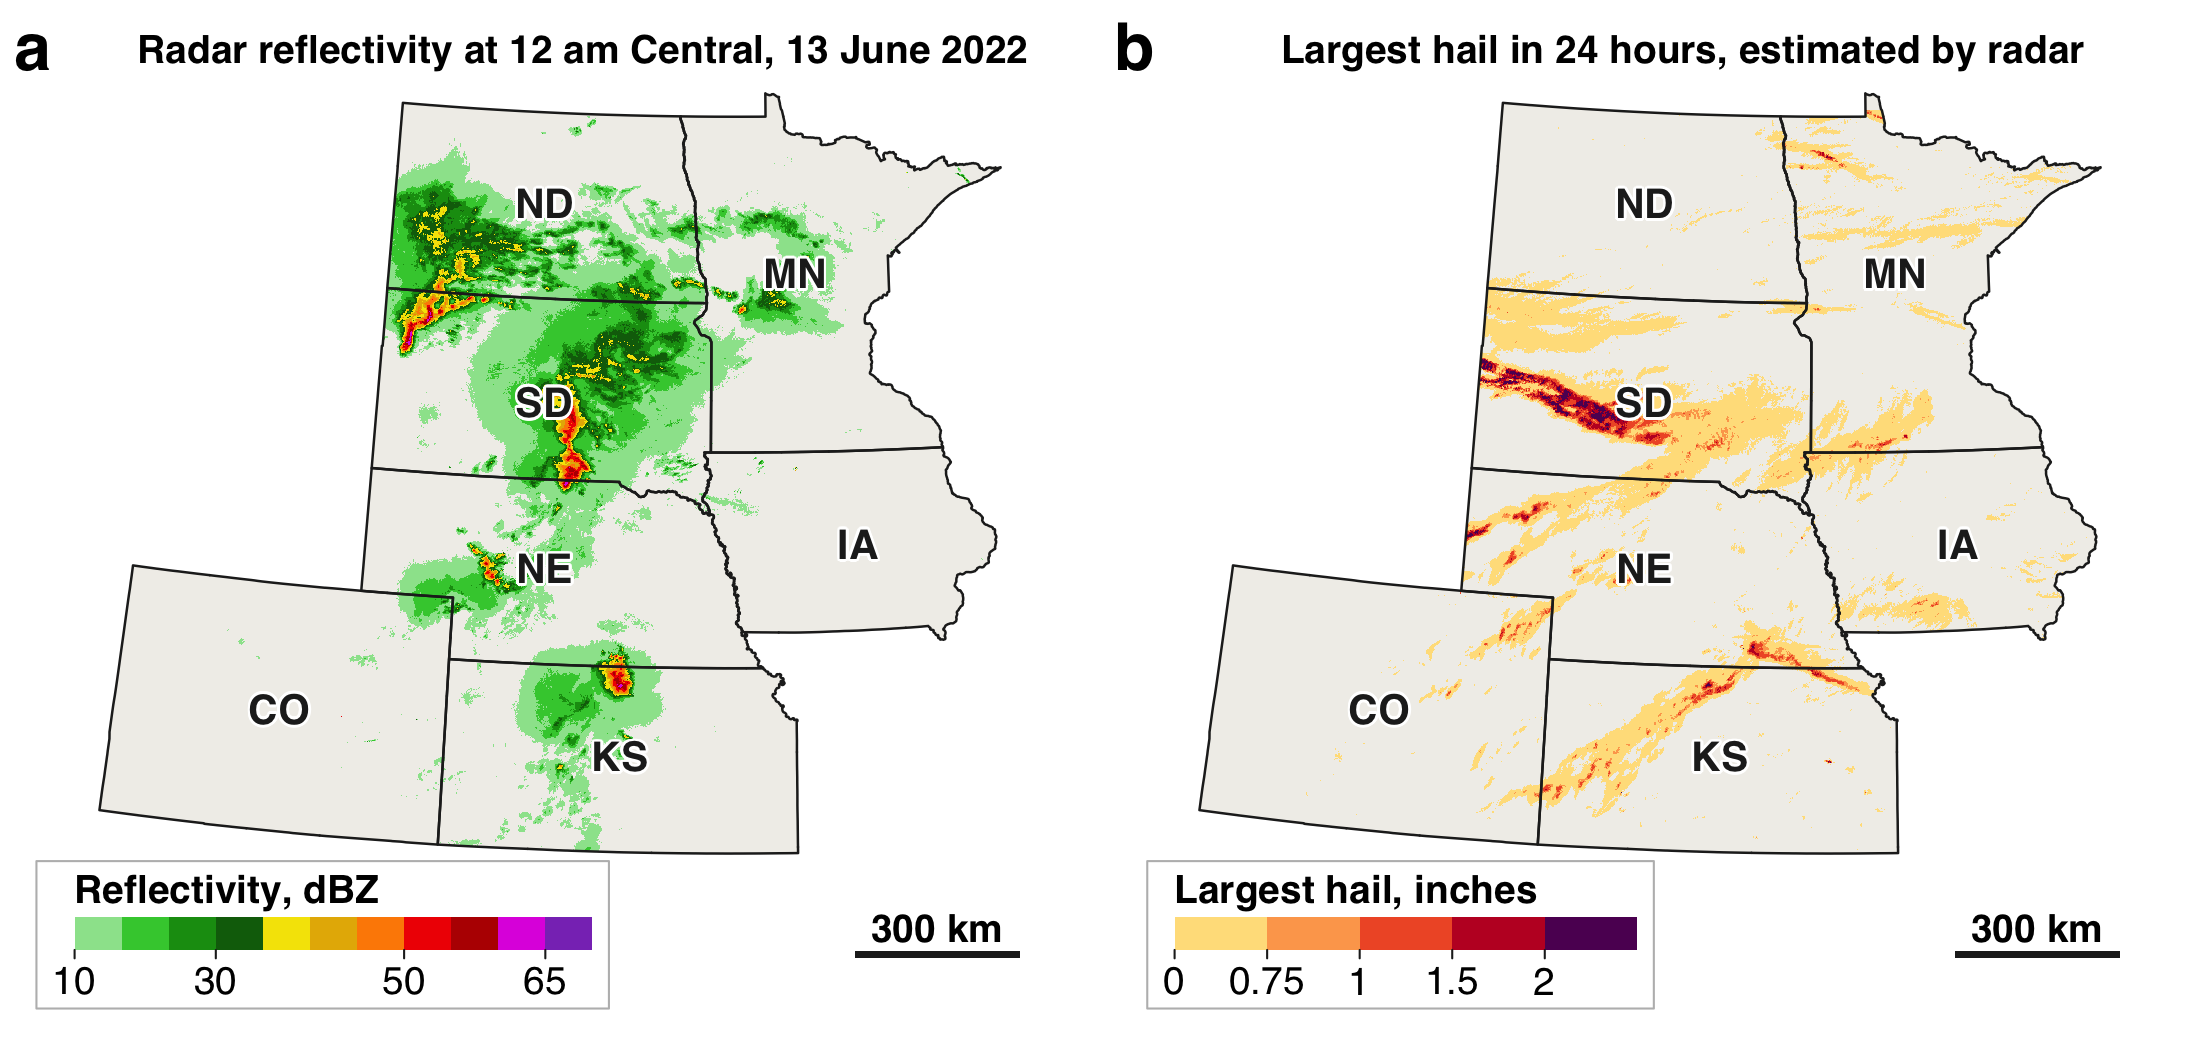 a
Radar reflectivity at 12 am Central, 13 June 2022
ND
MN
SD
NE
IA
CO
KS
Reflectivity, dBZ
10 30 50 65
300 km
b
Largest hail in 24 hours, estimated by radar
ND
MN
SD
NE
IA
CO
KS
Largest hail, inches
0 0.75 1 1.5 2
300 km